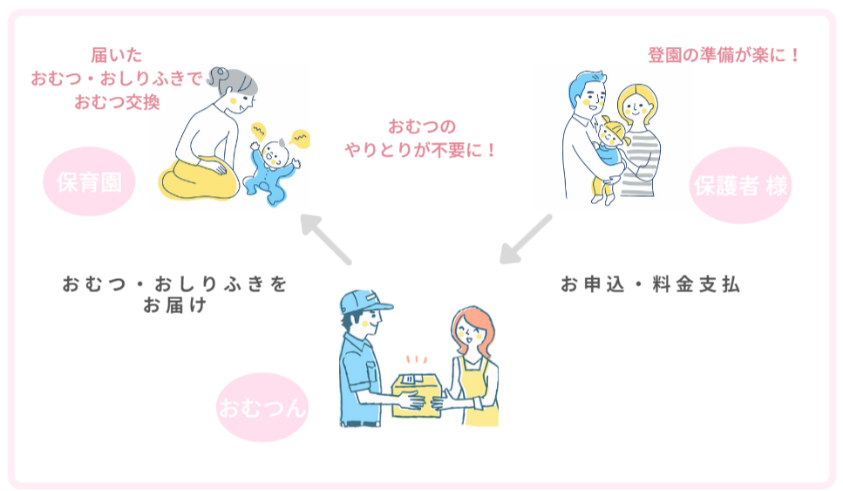 届いた
おむつ・おしりふきで
おむつ交換
登園の準備が楽に！
おむつの
やりとりが不要に！
保育園
保護者 様
おむつ・おしりふきを
お届け
お申込・料金支払
おむつん